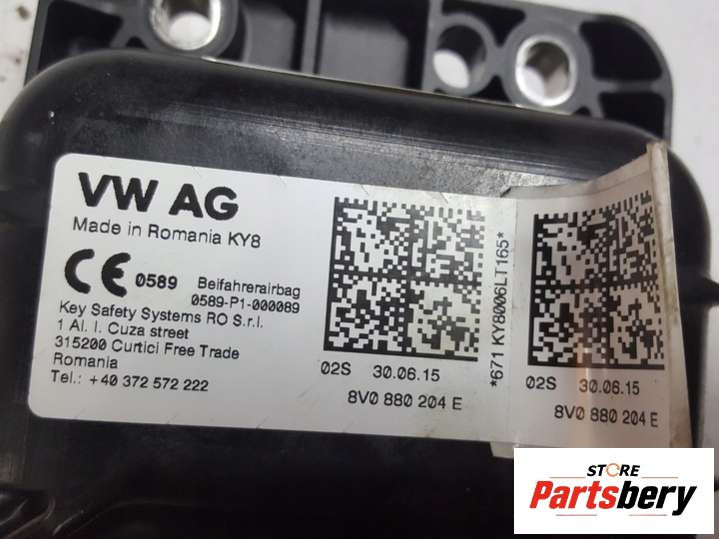 VW AG
Made in Romania KY8
CE 0589
Beifahrerairbag
0589-P1-000089
Key Safety Systems RO S.r.l.
1 Al. I. Cuza street
315200 Curtici Free Trade
Romania
Tel.: +40 372 572 222
02S 30.06.15
8V0 880 204 E
*671 KY8006LT165*
02S 30.06.15
8V0 880 204 E
STORE
Partsbery